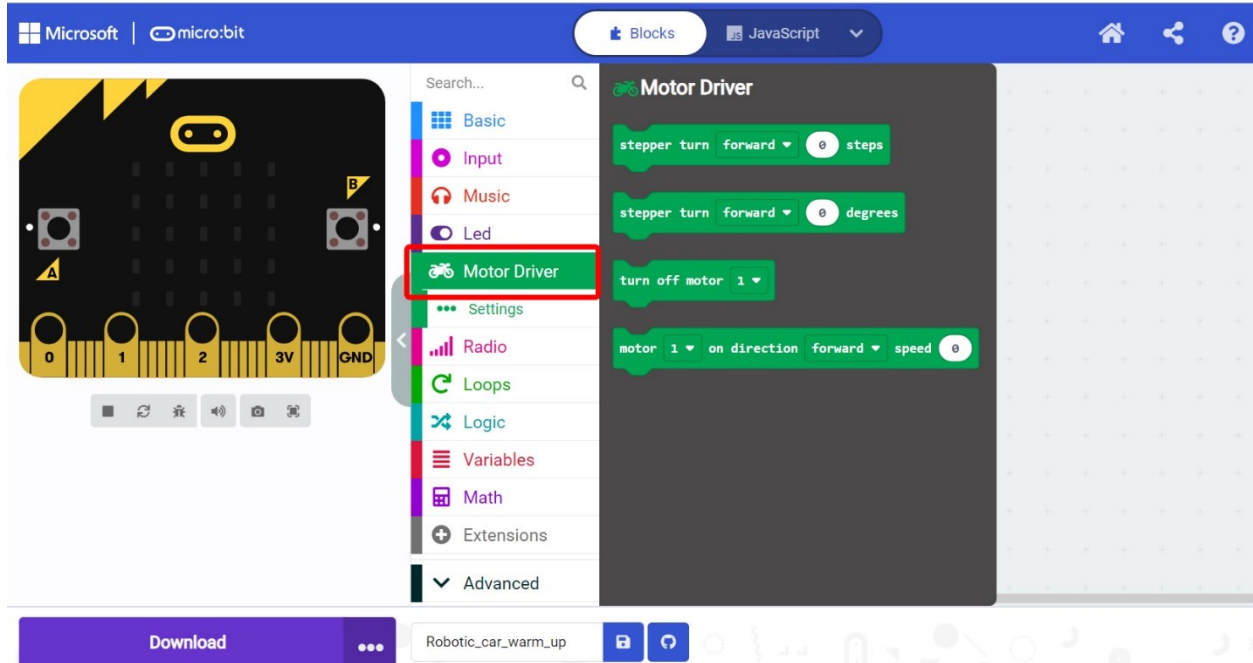 Microsoft micro:bit
Blocks JS JavaScript
B
A
0 1 2 3V GND
Search...
Basic
Input
Music
Led
Motor Driver
Settings
Radio
Loops
Logic
Variables
Math
Extensions
Advanced
Motor Driver
stepper turn forward 0 steps
stepper turn forward 0 degrees
turn off motor 1
motor 1 on direction forward speed 0
Download
Robotic_car_warm_up